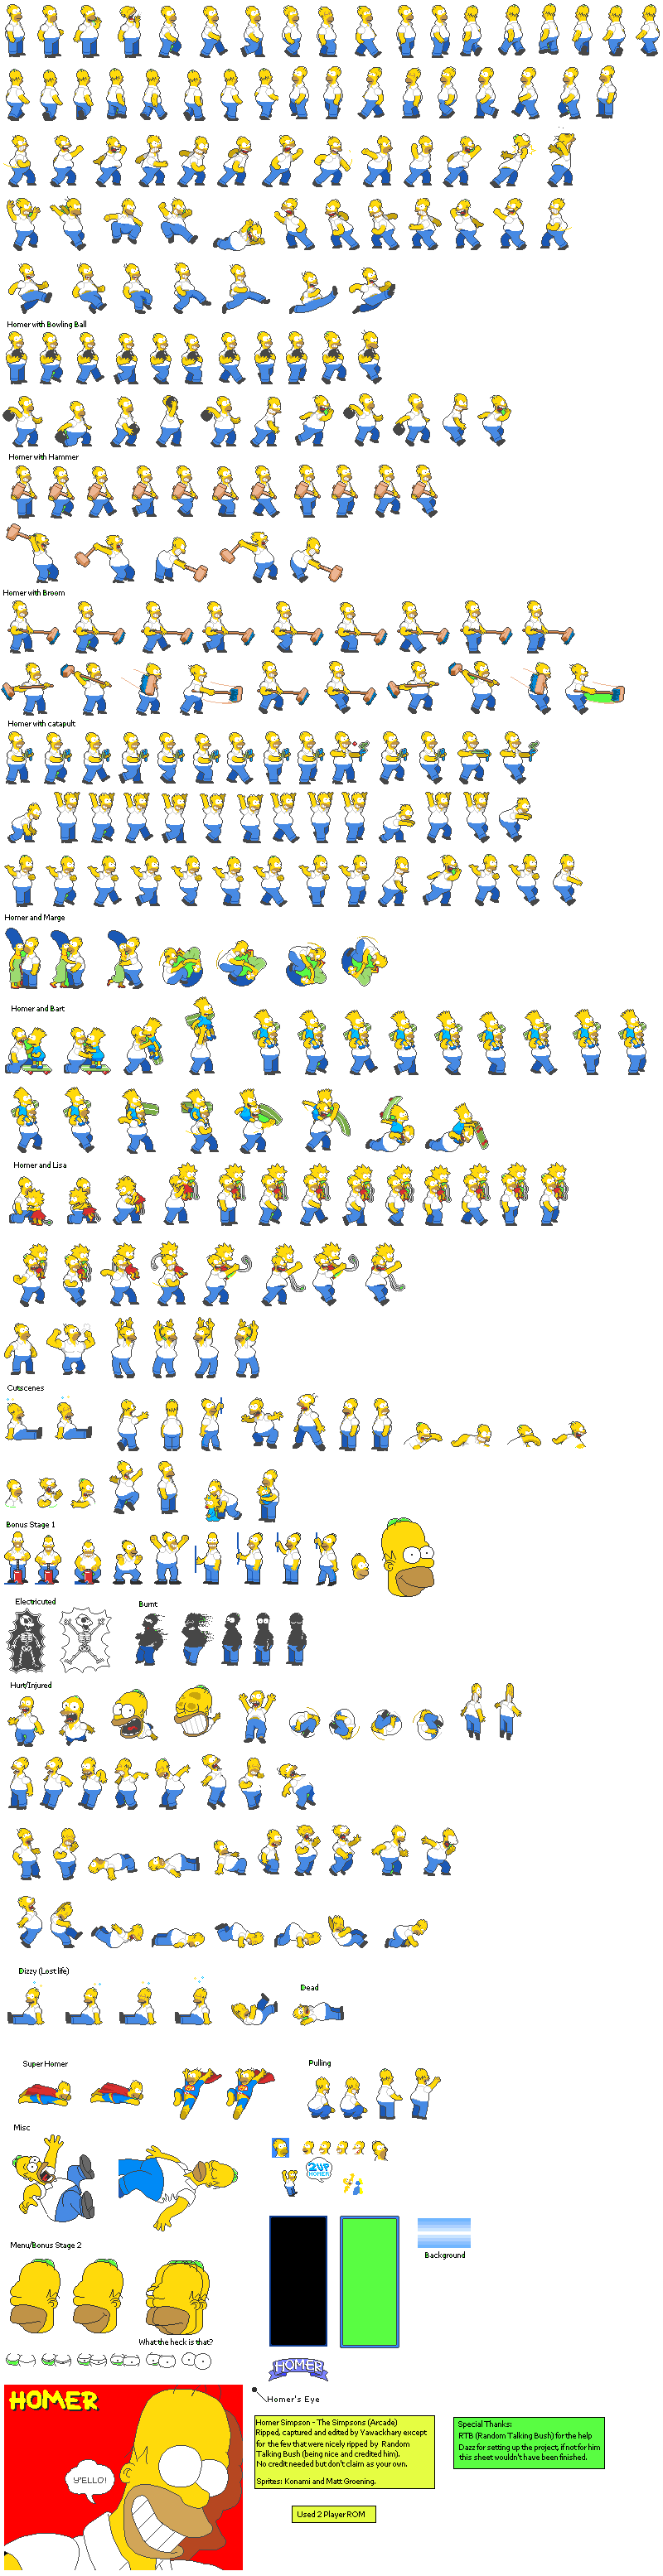 Homer with Bowling Ball
Homer with Hammer
Homer with Broom
Homer with catapult
Homer and Marge
Homer and Bart
Homer and Lisa
Cutscenes
Bonus Stage 1
Electricuted
Burnt
Hurt/Injured
Dizzy (Lost life)
Dead
Super Homer
Pulling
Misc
2UP
HOMER
Menu/Bonus Stage 2
Background
What the heck is that?
HOMER
Homer's Eye
HOMER
Y'ELLO!
Homer Simpson - The Simpsons (Arcade)
Ripped, captured and edited by Yawackhary except
for the few that were nicely ripped by Random
Talking Bush (being nice and credited him).
No credit needed but don't claim as your own.
Sprites: Konami and Matt Groening.
Special Thanks:
RTB (Random Talking Bush) for the help
Dazz for setting up the project, if not for him
this sheet wouldn't have been finished.
Used 2 Player ROM